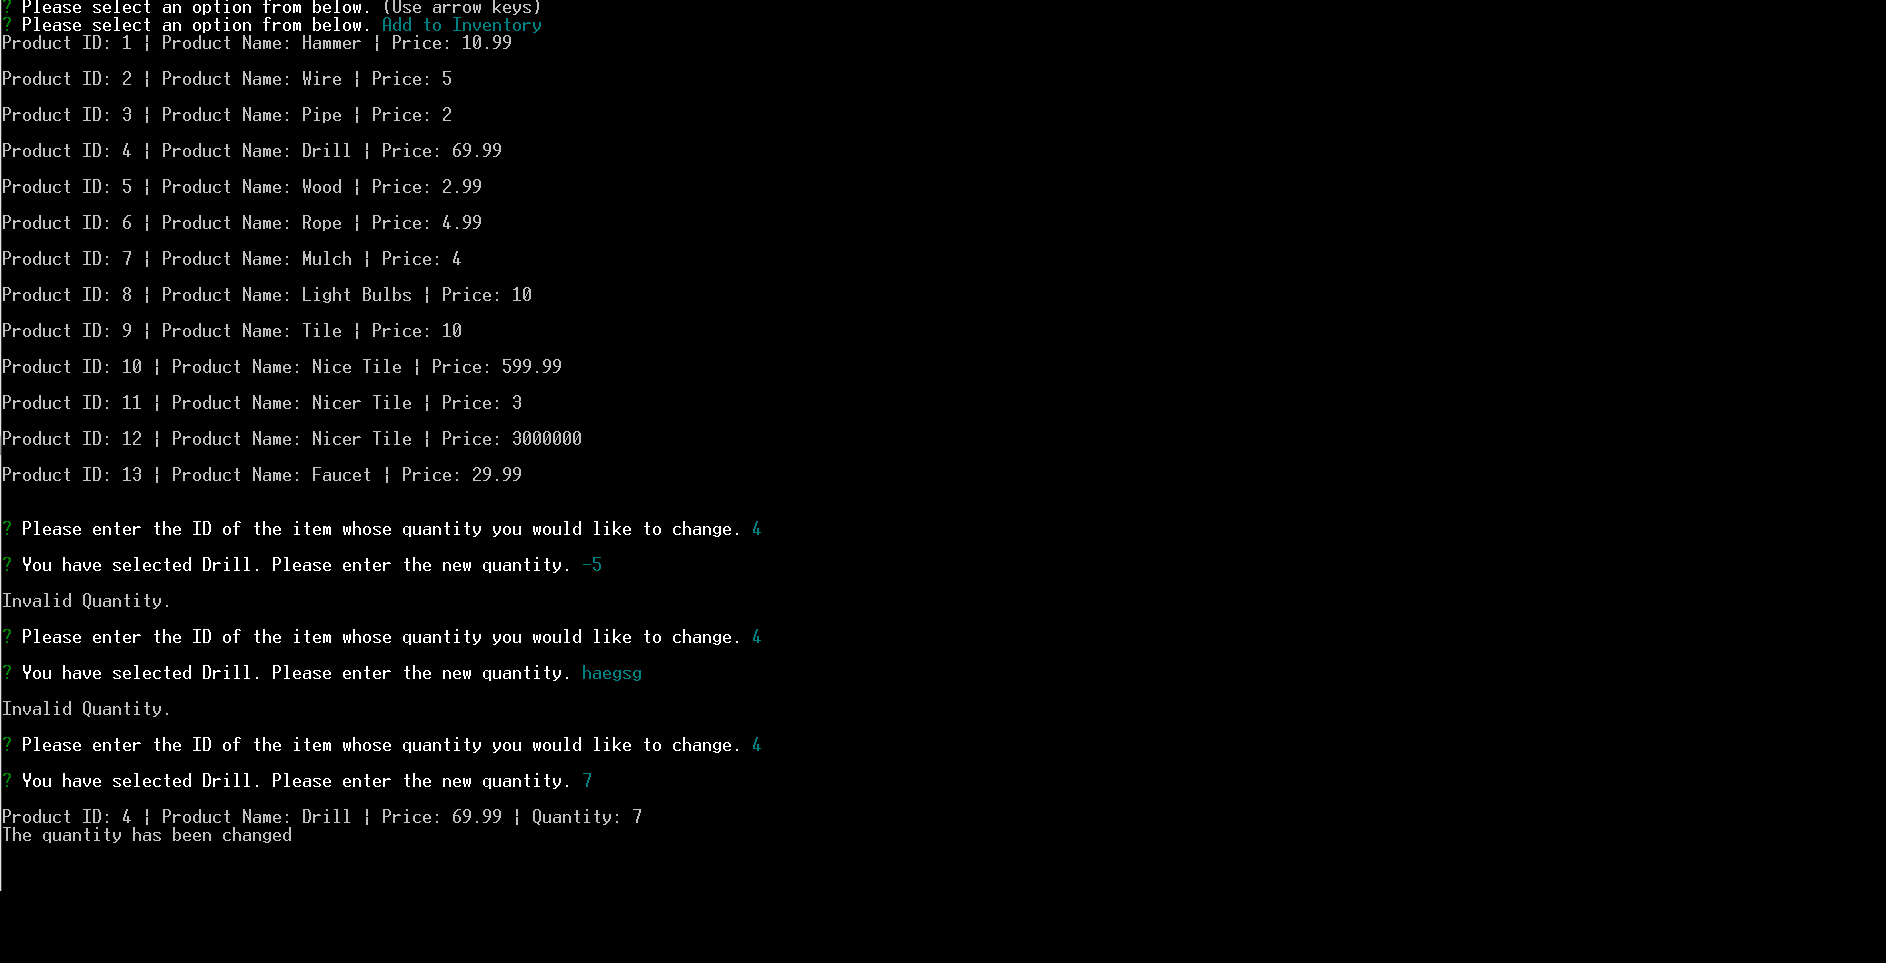 ? Please select an option from below. (Use arrow keys)
? Please select an option from below. Add to Inventory
Product ID: 1 ¦ Product Name: Hammer ¦ Price: 10.99
Product ID: 2 ¦ Product Name: Wire ¦ Price: 5
Product ID: 3 ¦ Product Name: Pipe ¦ Price: 2
Product ID: 4 ¦ Product Name: Drill ¦ Price: 69.99
Product ID: 5 ¦ Product Name: Wood ¦ Price: 2.99
Product ID: 6 ¦ Product Name: Rope ¦ Price: 4.99
Product ID: 7 ¦ Product Name: Mulch ¦ Price: 4
Product ID: 8 ¦ Product Name: Light Bulbs ¦ Price: 10
Product ID: 9 ¦ Product Name: Tile ¦ Price: 10
Product ID: 10 ¦ Product Name: Nice Tile ¦ Price: 599.99
Product ID: 11 ¦ Product Name: Nicer Tile ¦ Price: 3
Product ID: 12 ¦ Product Name: Nicer Tile ¦ Price: 3000000
Product ID: 13 ¦ Product Name: Faucet ¦ Price: 29.99
? Please enter the ID of the item whose quantity you would like to change. 4
? You have selected Drill. Please enter the new quantity. -5
Invalid Quantity.
? Please enter the ID of the item whose quantity you would like to change. 4
? You have selected Drill. Please enter the new quantity. haegsg
Invalid Quantity.
? Please enter the ID of the item whose quantity you would like to change. 4
? You have selected Drill. Please enter the new quantity. 7
Product ID: 4 ¦ Product Name: Drill ¦ Price: 69.99 ¦ Quantity: 7
The quantity has been changed